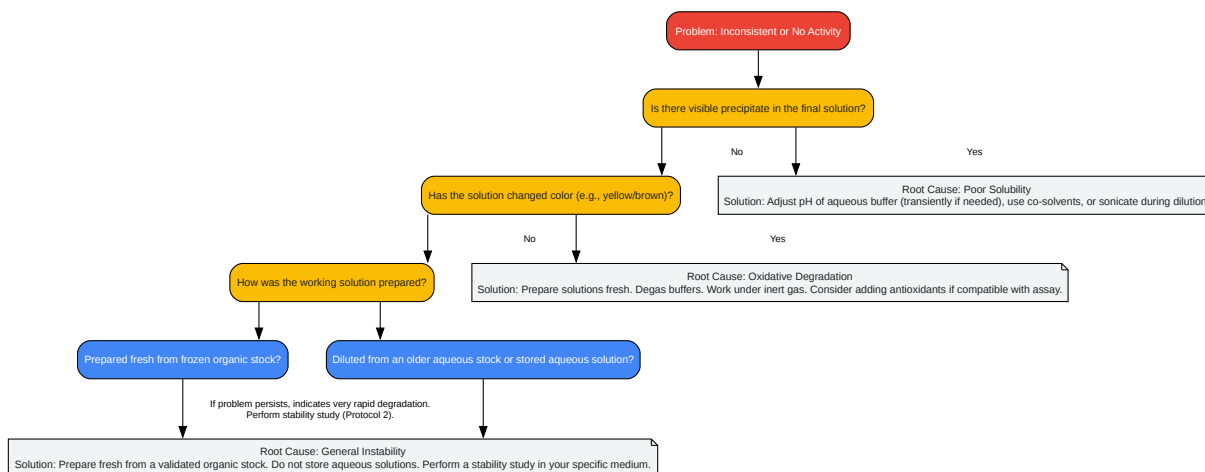 Problem: Inconsistent or No Activity
Is there visible precipitate in the final solution?
No
Yes
Has the solution changed color (e.g., yellow/brown)?
Root Cause: Poor Solubility
Solution: Adjust pH of aqueous buffer (transiently if needed), use co-solvents, or sonicate during dilution
No
Yes
How was the working solution prepared?
Root Cause: Oxidative Degradation
Solution: Prepare solutions fresh. Degas buffers. Work under inert gas. Consider adding antioxidants if compatible with assay.
Prepared fresh from frozen organic stock?
Diluted from an older aqueous stock or stored aqueous solution?
If problem persists, indicates very rapid degradation.
Perform stability study (Protocol 2).
Root Cause: General Instability
Solution: Prepare fresh from a validated organic stock. Do not store aqueous solutions. Perform a stability study in your specific medium.